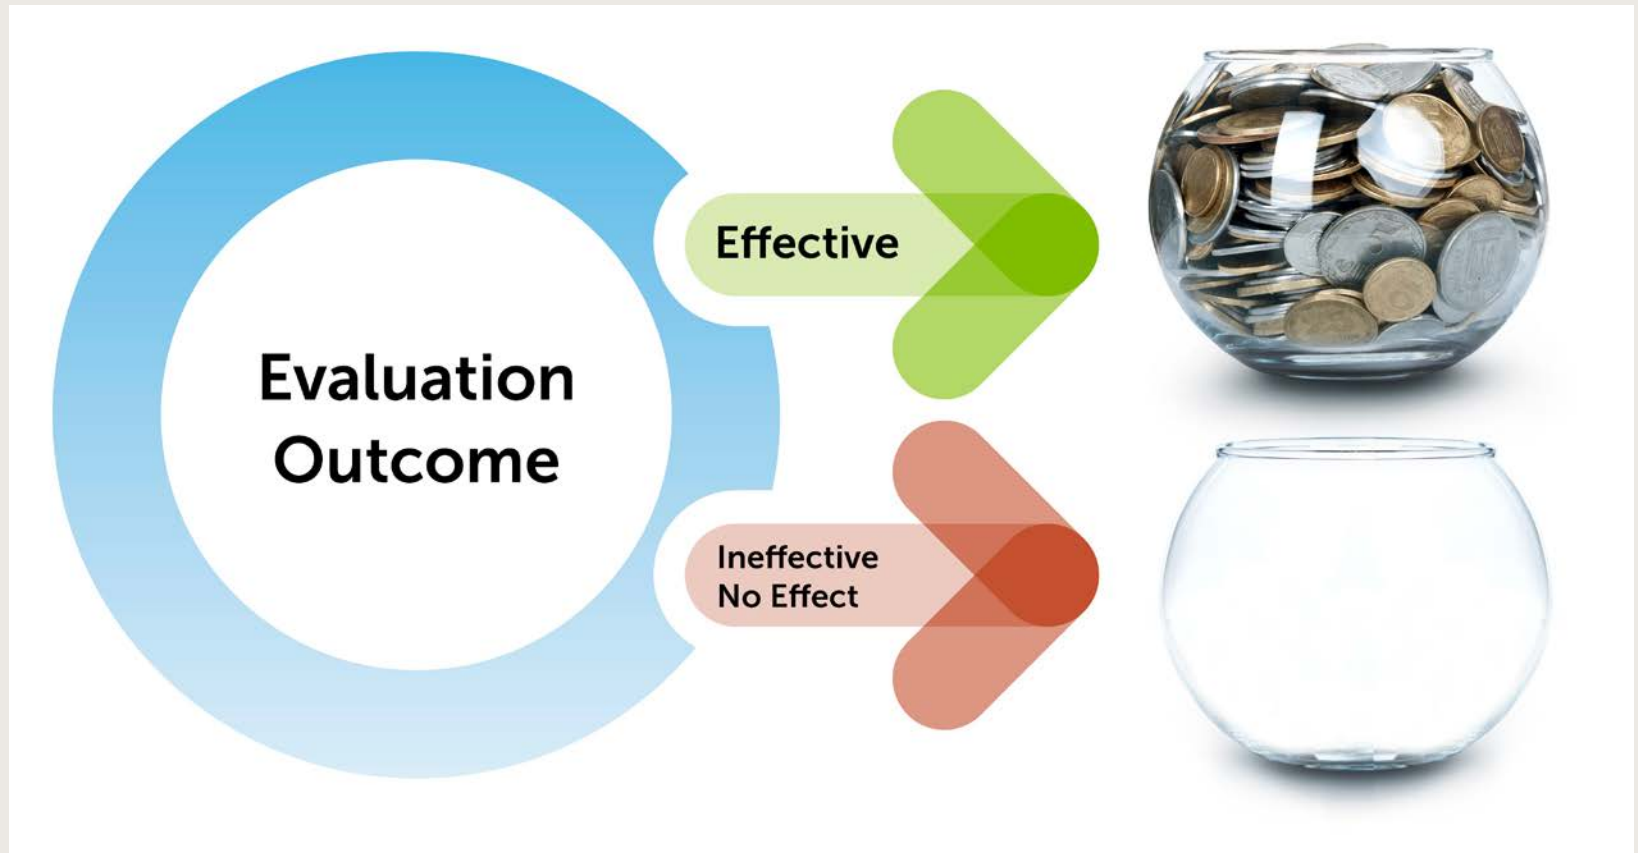 Evaluation
Outcome
Effective
Ineffective
No Effect